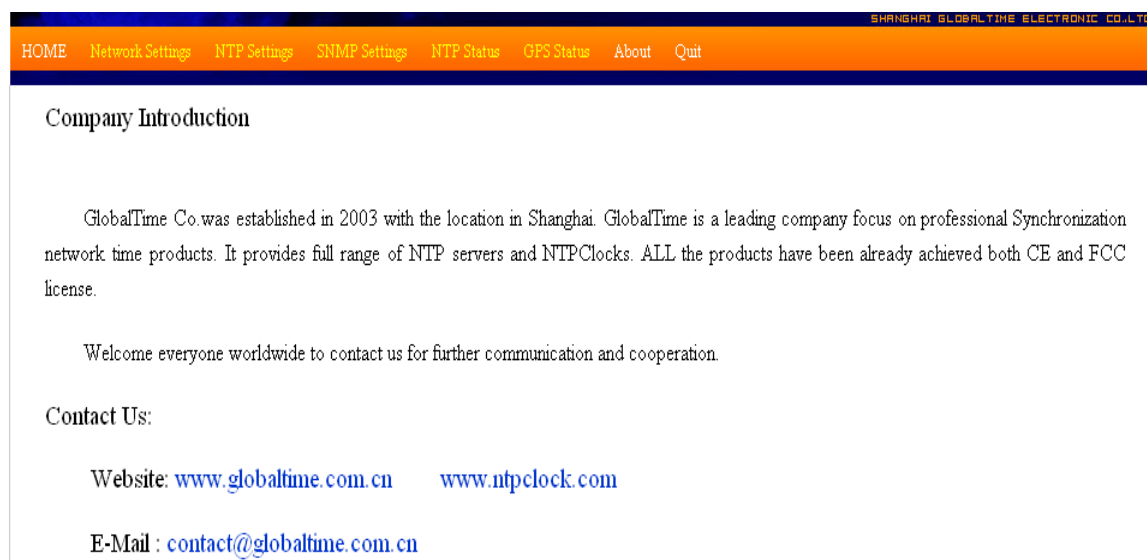 SHANGHAI GLOBALTIME ELECTRONIC CO.,LTD
HOME Network Settings NTP Settings SNMP Settings NTP Status GPS Status About Quit
Company Introduction
GlobalTime Co.was established in 2003 with the location in Shanghai. GlobalTime is a leading company focus on professional Synchronization
network time products. It provides full range of NTP servers and NTPClocks. ALL the products have been already achieved both CE and FCC
license.
Welcome everyone worldwide to contact us for further communication and cooperation.
Contact Us:
Website: www.globaltime.com.cn www.ntpclock.com
E-Mail : contact@globaltime.com.cn